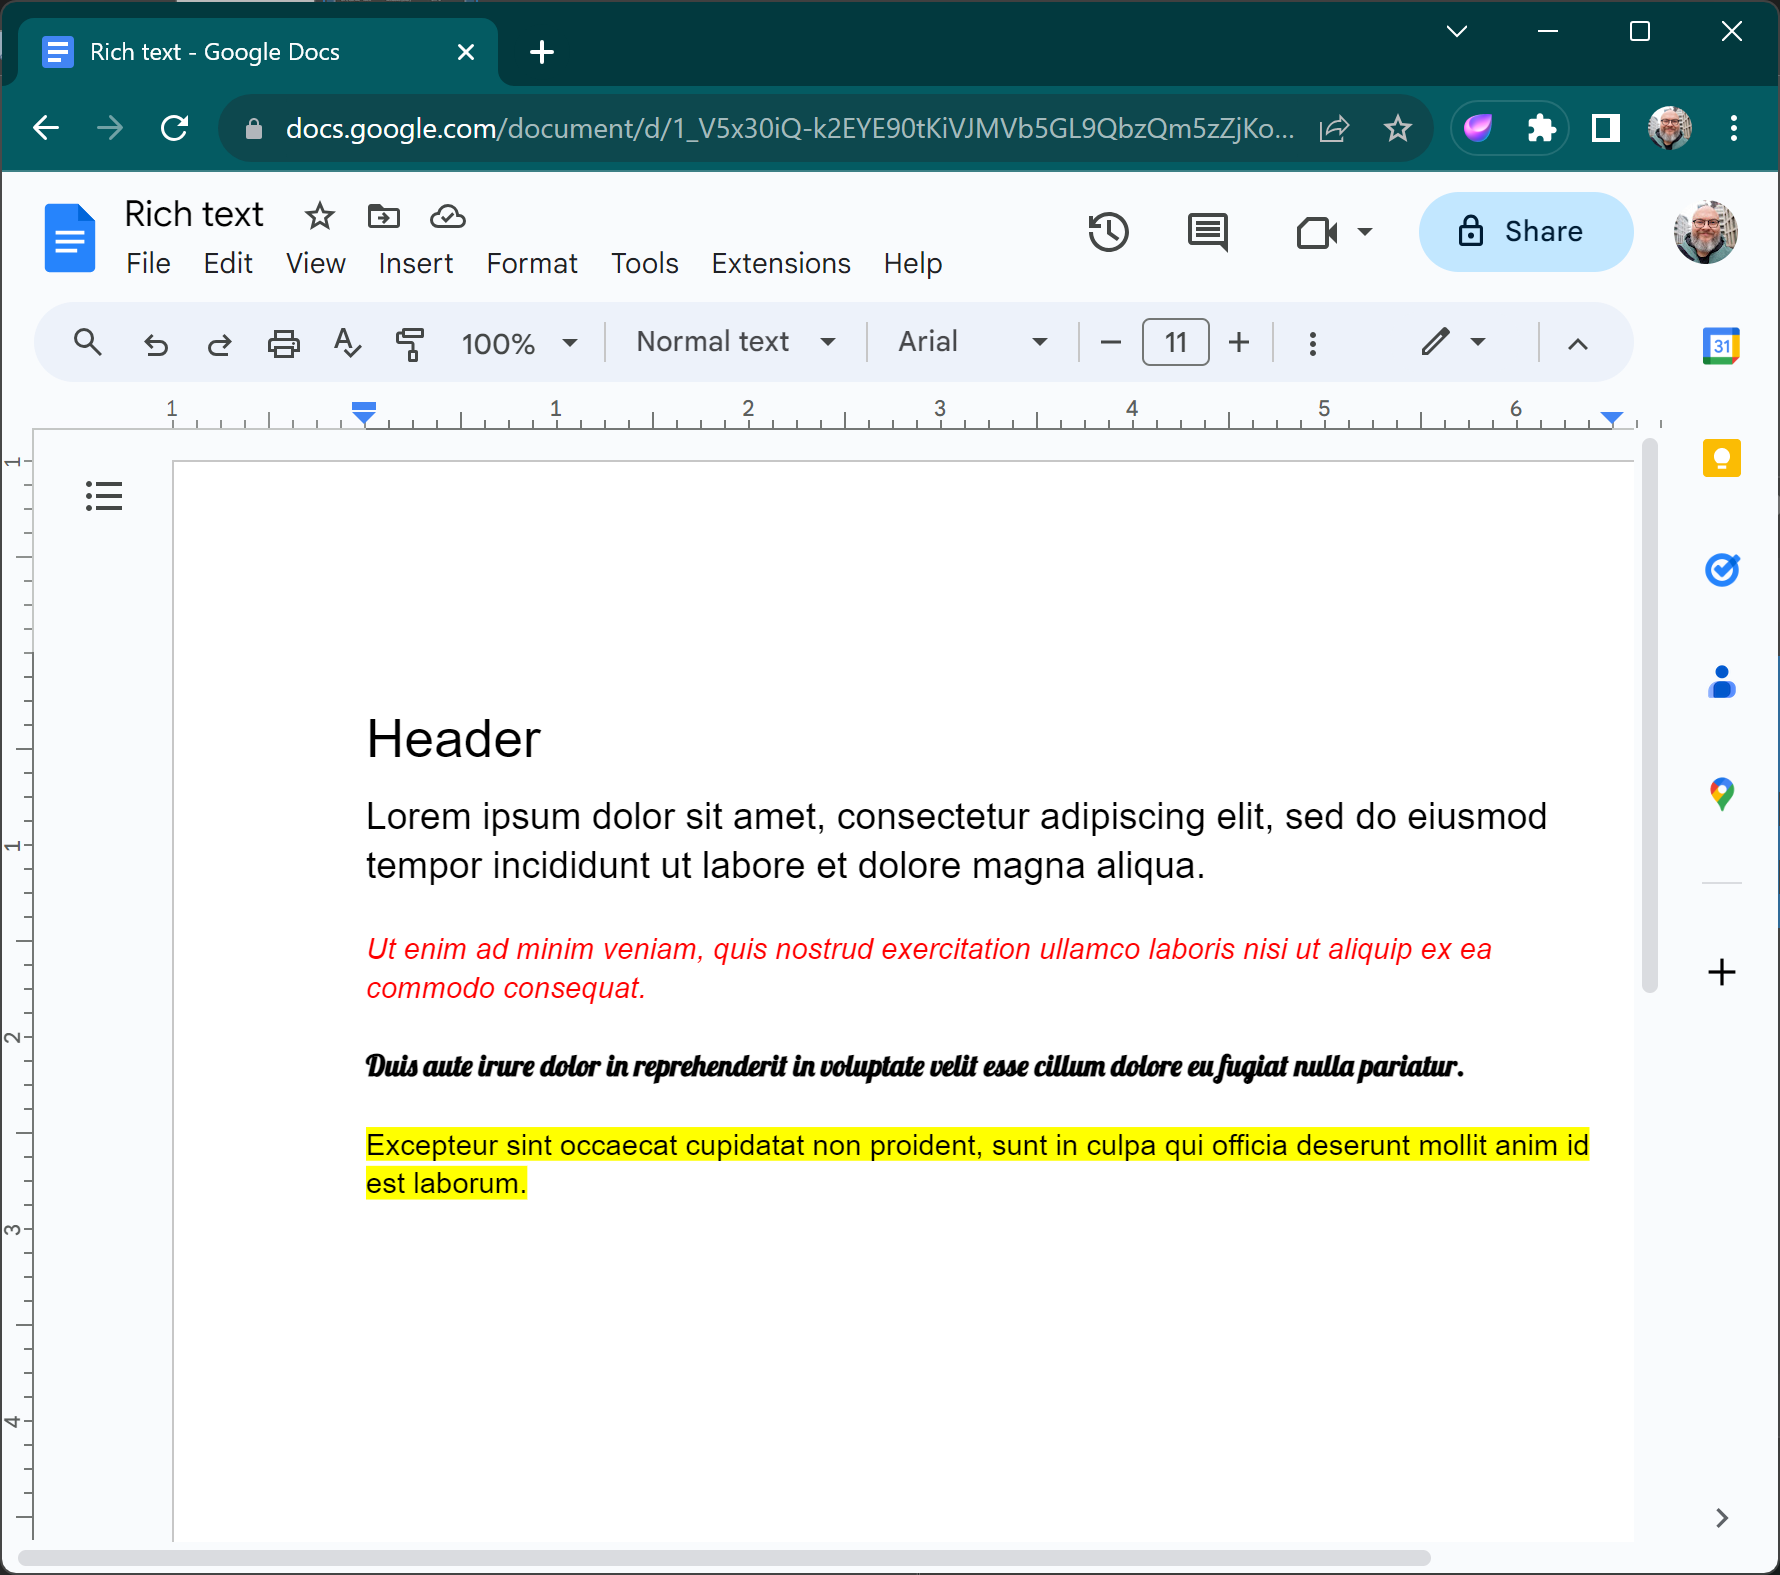 Rich text - Google Docs
docs.google.com/document/d/1_V5x30iQ-k2EYE90tKiVJMVb5GL9QbzQm5zZjKo...
Rich text
File Edit View Insert Format Tools Extensions Help
Share
100% Normal text Arial 11
31
1 1 2 3 4 5 6
1
1
2
3
4
Header
Lorem ipsum dolor sit amet, consectetur adipiscing elit, sed do eiusmod
tempor incididunt ut labore et dolore magna aliqua.
Ut enim ad minim veniam, quis nostrud exercitation ullamco laboris nisi ut aliquip ex ea
commodo consequat.
Duis aute irure dolor in reprehenderit in voluptate velit esse cillum dolore eu fugiat nulla pariatur.
Excepteur sint occaecat cupidatat non proident, sunt in culpa qui officia deserunt mollit anim id
est laborum.